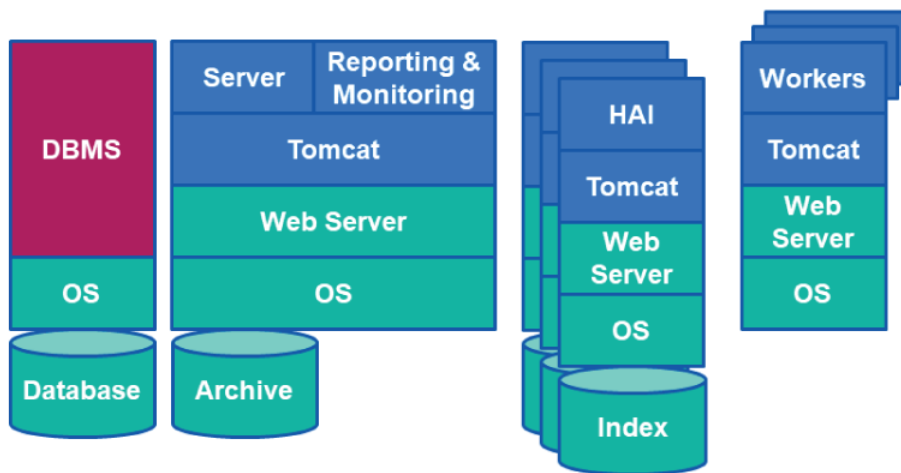 DBMS
OS
Database
Server
Reporting &
Monitoring
Tomcat
Web Server
OS
Archive
HAI
Tomcat
Web
Server
OS
Index
Workers
Tomcat
Web
Server
OS